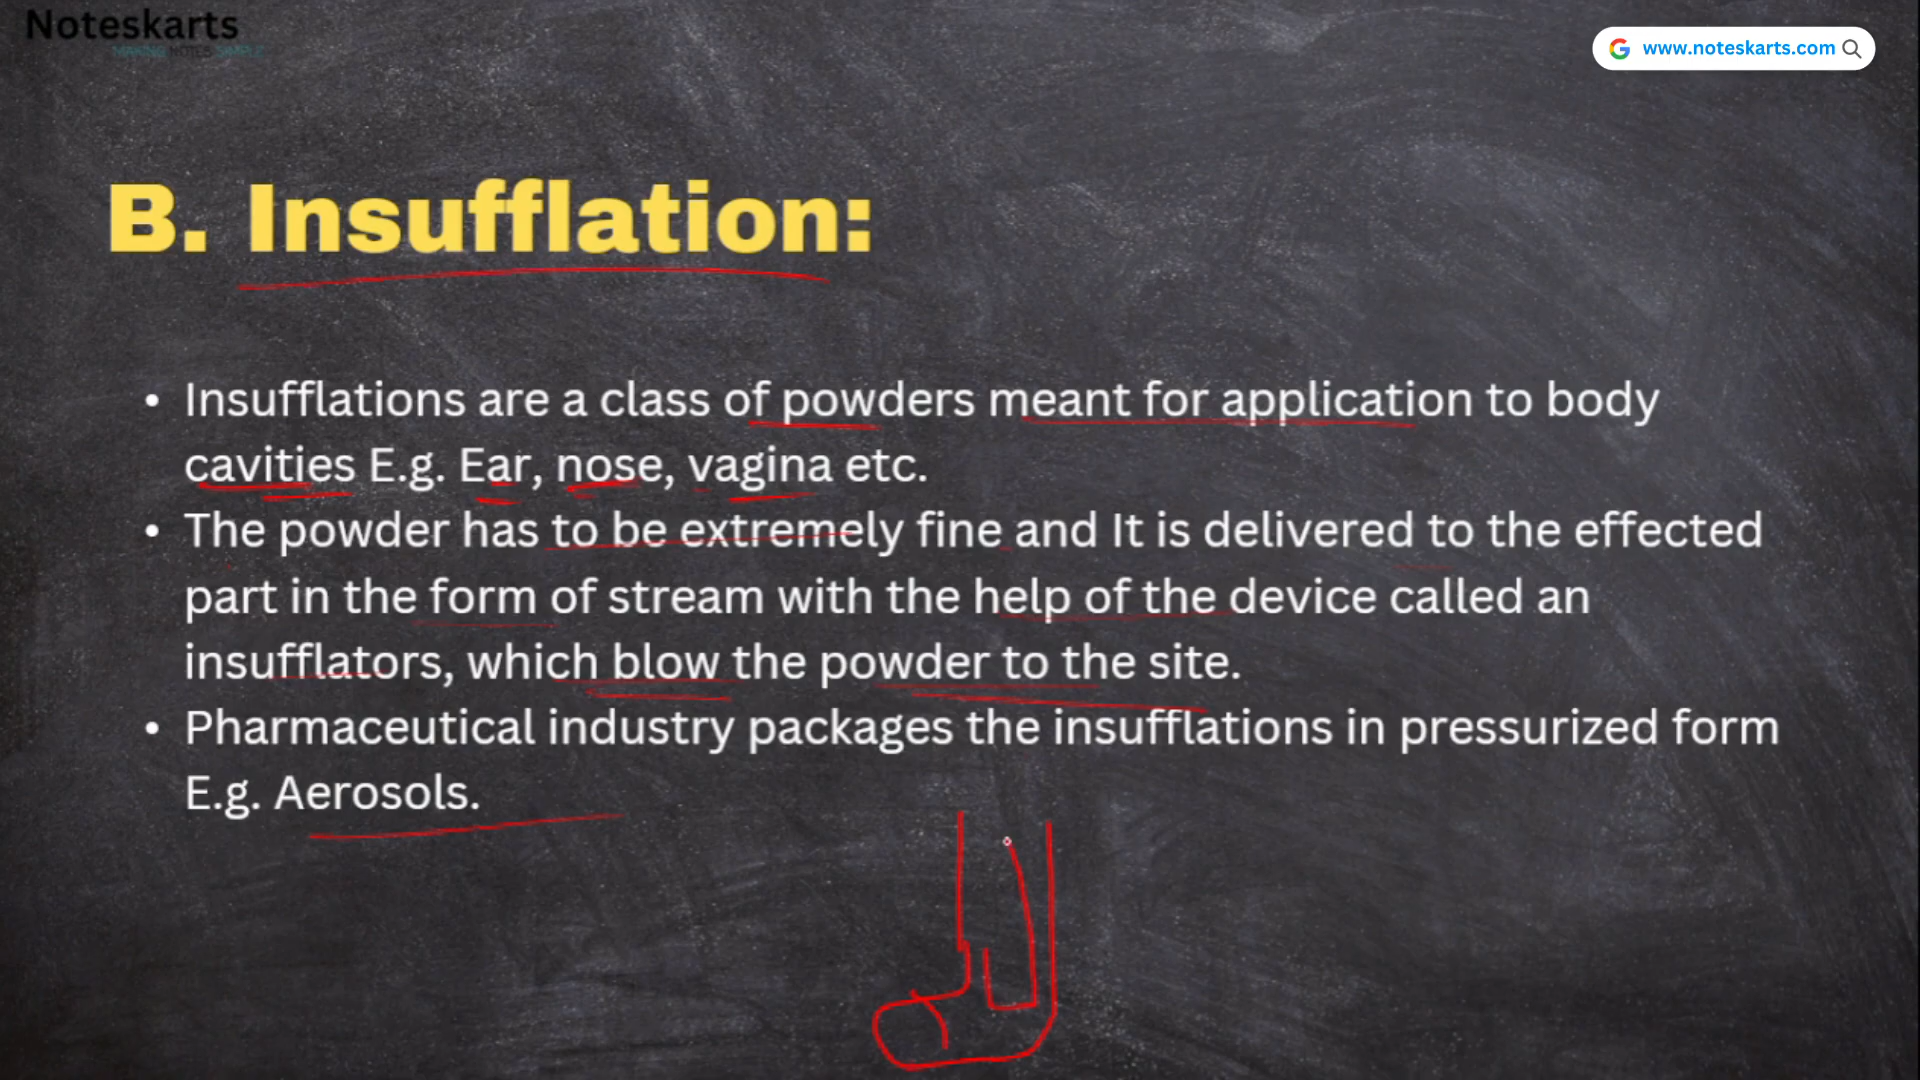 Noteskarts
MAKING NOTES SIMPLE
www.noteskarts.com
B. Insufflation:
• Insufflations are a class of powders meant for application to body
cavities E.g. Ear, nose, vagina etc.
• The powder has to be extremely fine and It is delivered to the effected
part in the form of stream with the help of the device called an
insufflators, which blow the powder to the site.
• Pharmaceutical industry packages the insufflations in pressurized form
E.g. Aerosols.